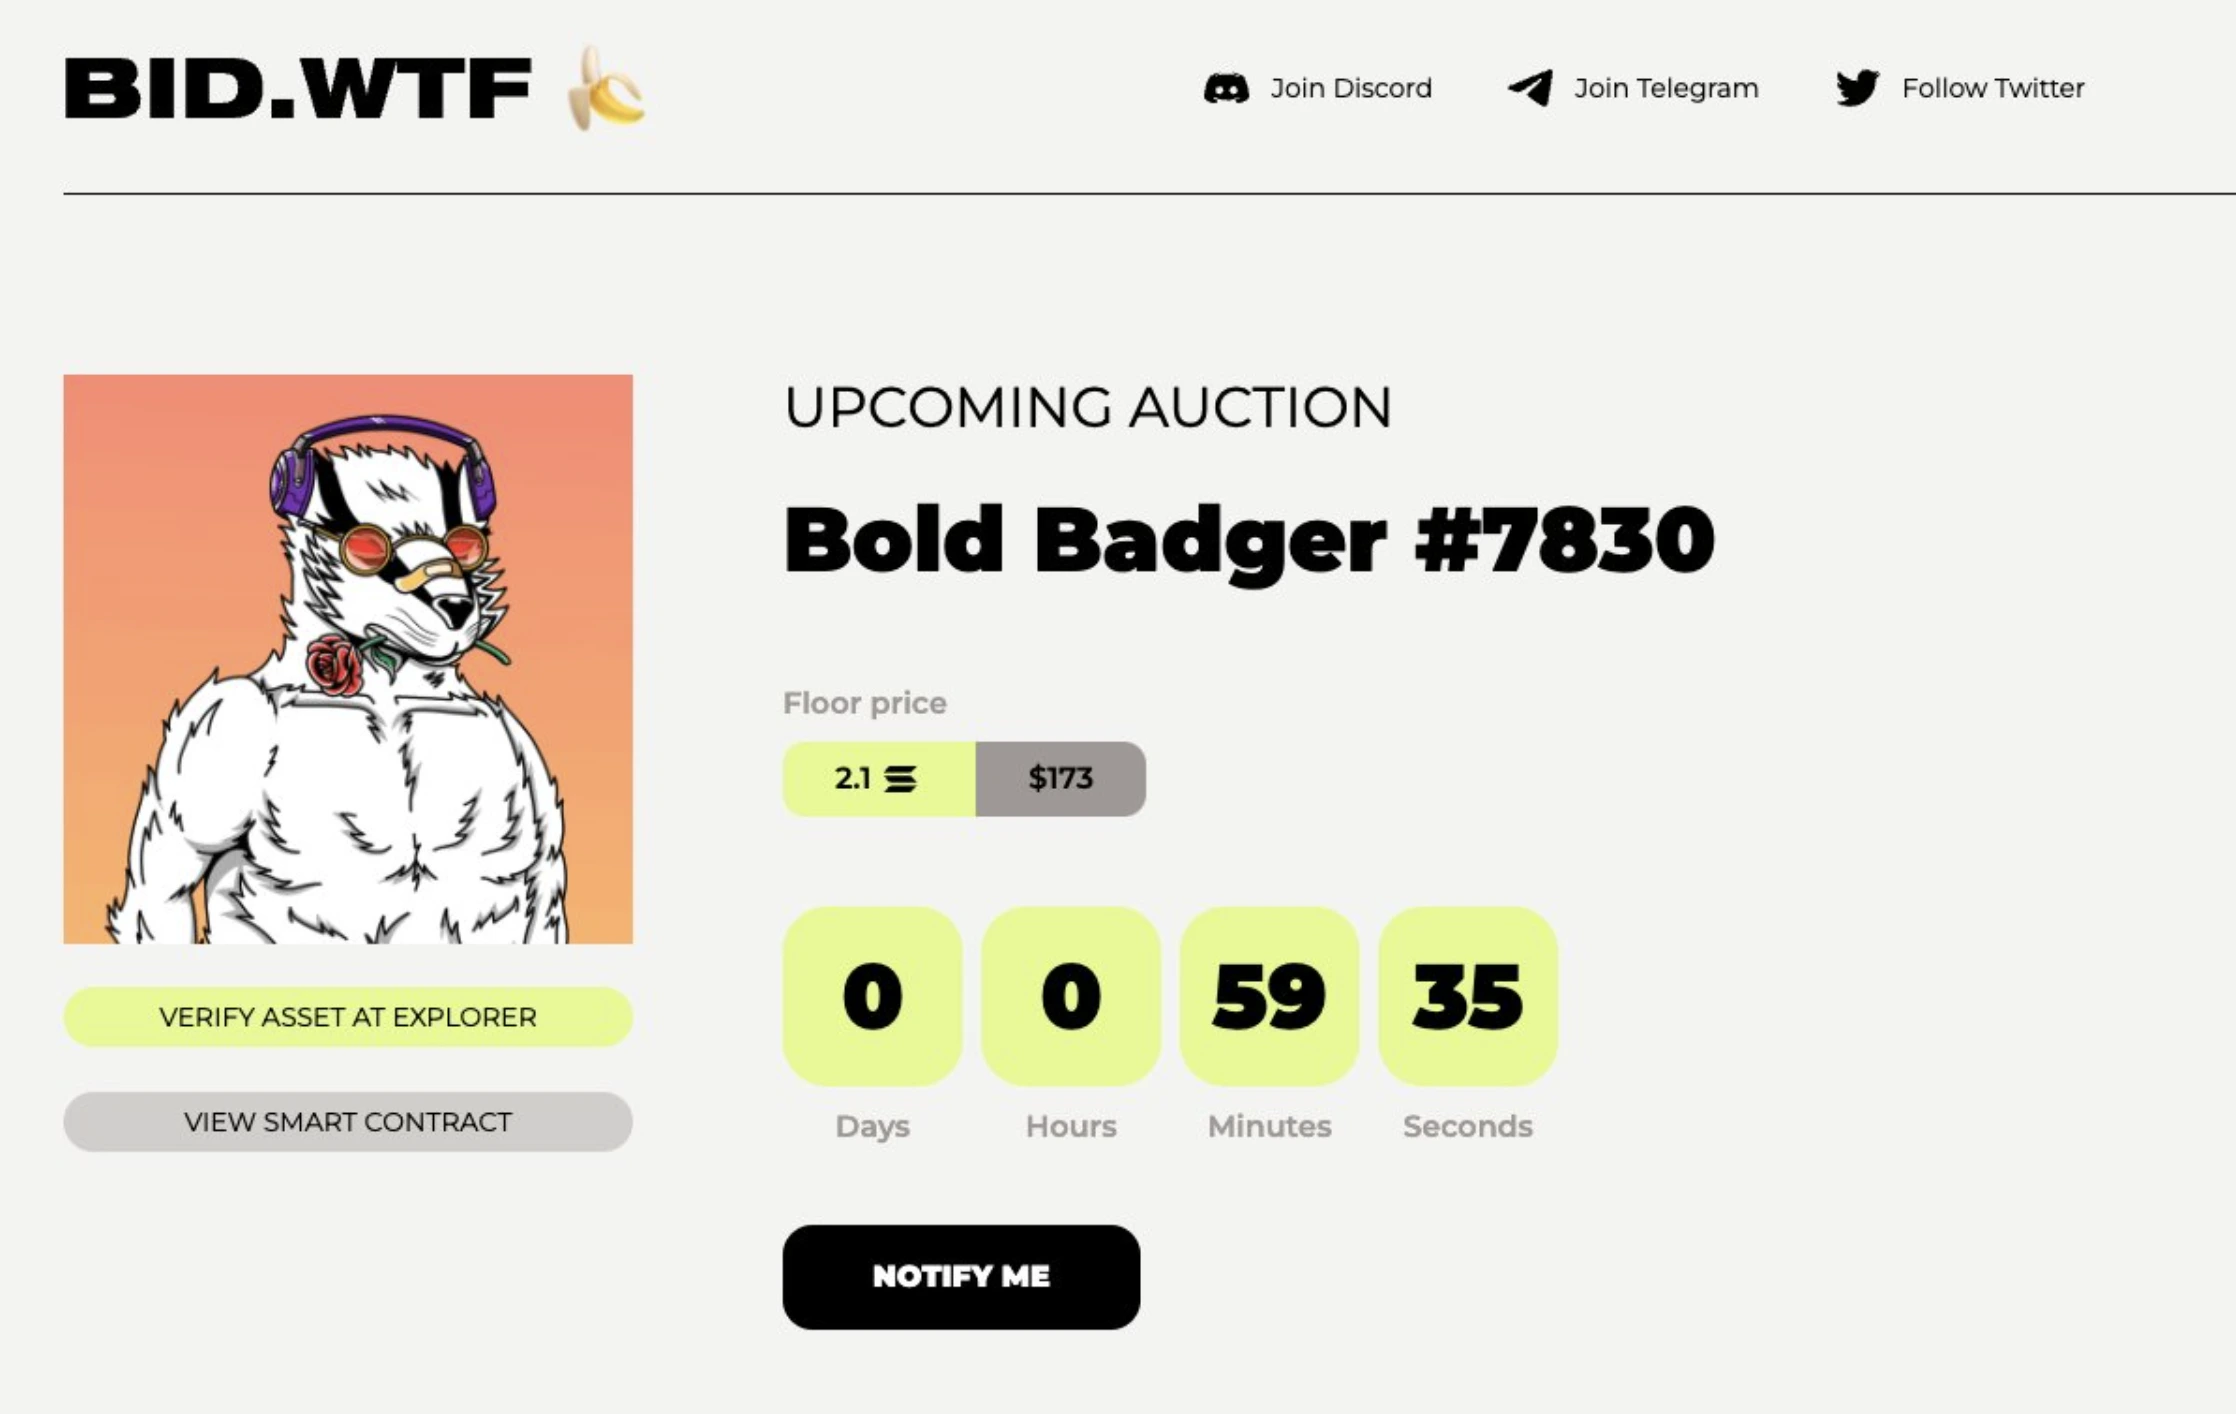 BID.WTF
Join Discord
Join Telegram
Follow Twitter
UPCOMING AUCTION
Bold Badger #7830
Floor price
2.1
$173
0
0
59
35
Days
Hours
Minutes
Seconds
VERIFY ASSET AT EXPLORER
VIEW SMART CONTRACT
NOTIFY ME